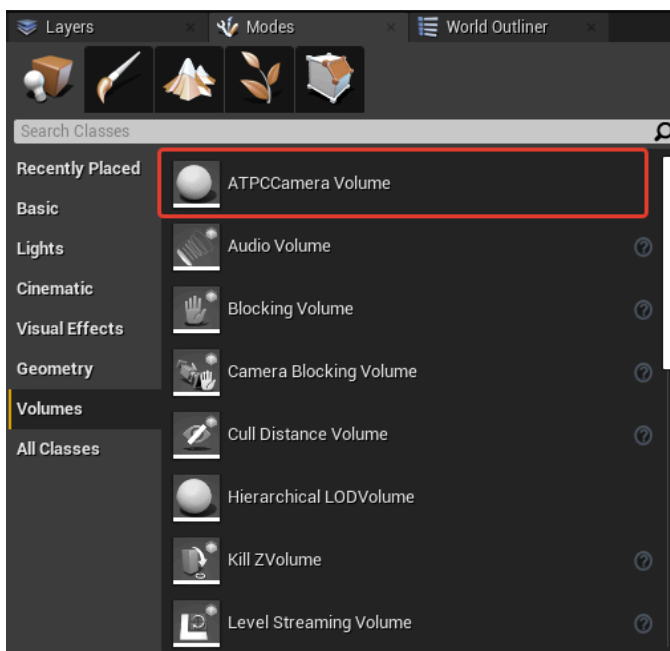 Layers
Modes
World Outliner
Search Classes
Recently Placed
Basic
Lights
Cinematic
Visual Effects
Geometry
Volumes
All Classes
ATPCCamera Volume
Audio Volume
Blocking Volume
Camera Blocking Volume
Cull Distance Volume
Hierarchical LODVolume
Kill ZVolume
Level Streaming Volume